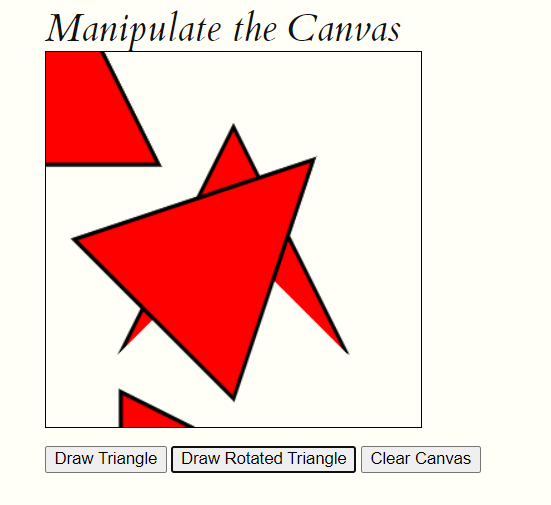 Manipulate the Canvas
Draw Triangle Draw Rotated Triangle Clear Canvas